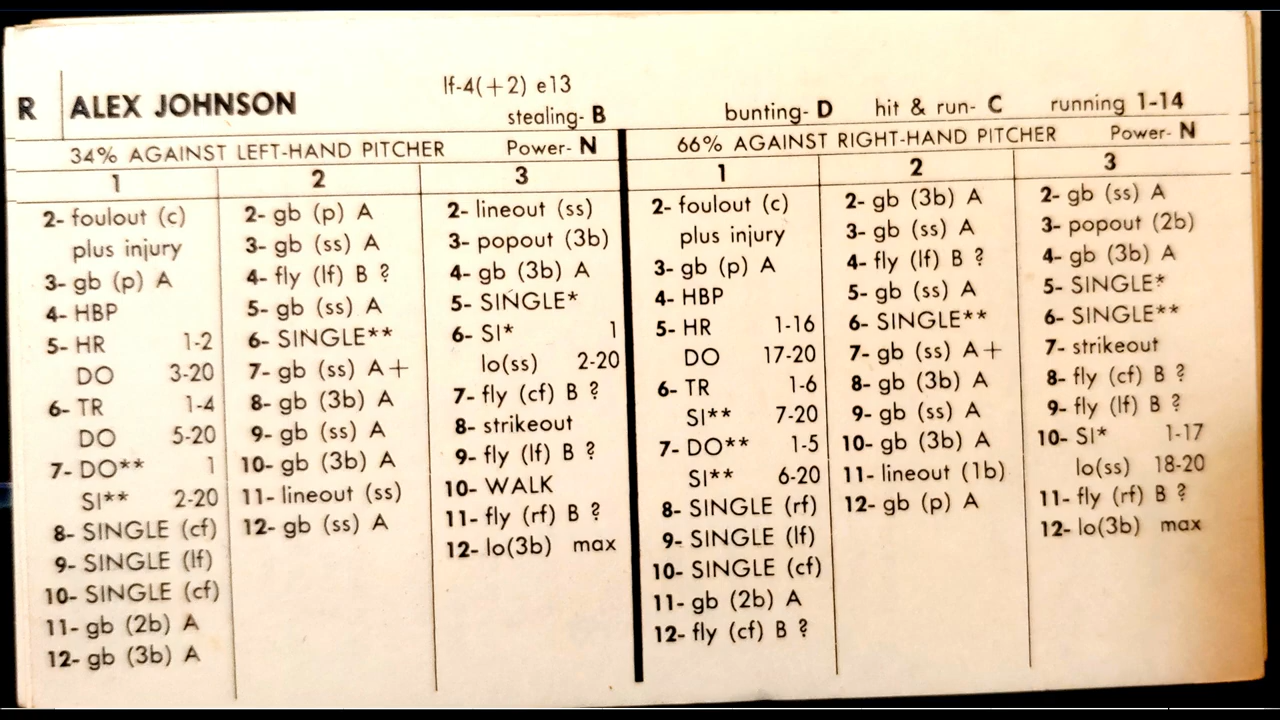 R ALEX JOHNSON lf-4(+2) e13
stealing- B bunting- D hit & run- C running 1-14
34% AGAINST LEFT-HAND PITCHER Power- N
1 2 3
2- foulout (c)
plus injury
3- gb (p) A
4- HBP
5- HR 1-2
DO 3-20
6- TR 1-4
DO 5-20
7- DO** 1
SI** 2-20
8- SINGLE (cf)
9- SINGLE (lf)
10- SINGLE (cf)
11- gb (2b) A
12- gb (3b) A
2- gb (p) A
3- gb (ss) A
4- fly (lf) B ?
5- gb (ss) A
6- SINGLE**
7- gb (ss) A+
8- gb (3b) A
9- gb (ss) A
10- gb (3b) A
11- lineout (ss)
12- gb (ss) A
2- lineout (ss)
3- popout (3b)
4- gb (3b) A
5- SINGLE*
6- SI* 1
lo(ss) 2-20
7- fly (cf) B ?
8- strikeout
9- fly (lf) B ?
10- WALK
11- fly (rf) B ?
12- lo(3b) max
66% AGAINST RIGHT-HAND PITCHER Power- N
1 2 3
2- foulout (c)
plus injury
3- gb (p) A
4- HBP
5- HR 1-16
DO 17-20
6- TR 1-6
SI** 7-20
7- DO** 1-5
SI** 6-20
8- SINGLE (rf)
9- SINGLE (lf)
10- SINGLE (cf)
11- gb (2b) A
12- fly (cf) B ?
2- gb (3b) A
3- gb (ss) A
4- fly (lf) B ?
5- gb (ss) A
6- SINGLE**
7- gb (ss) A+
8- gb (3b) A
9- gb (ss) A
10- gb (3b) A
11- lineout (1b)
12- gb (p) A
2- gb (ss) A
3- popout (2b)
4- gb (3b) A
5- SINGLE*
6- SINGLE**
7- strikeout
8- fly (cf) B ?
9- fly (lf) B ?
10- SI* 1-17
lo(ss) 18-20
11- fly (rf) B ?
12- lo(3b) max